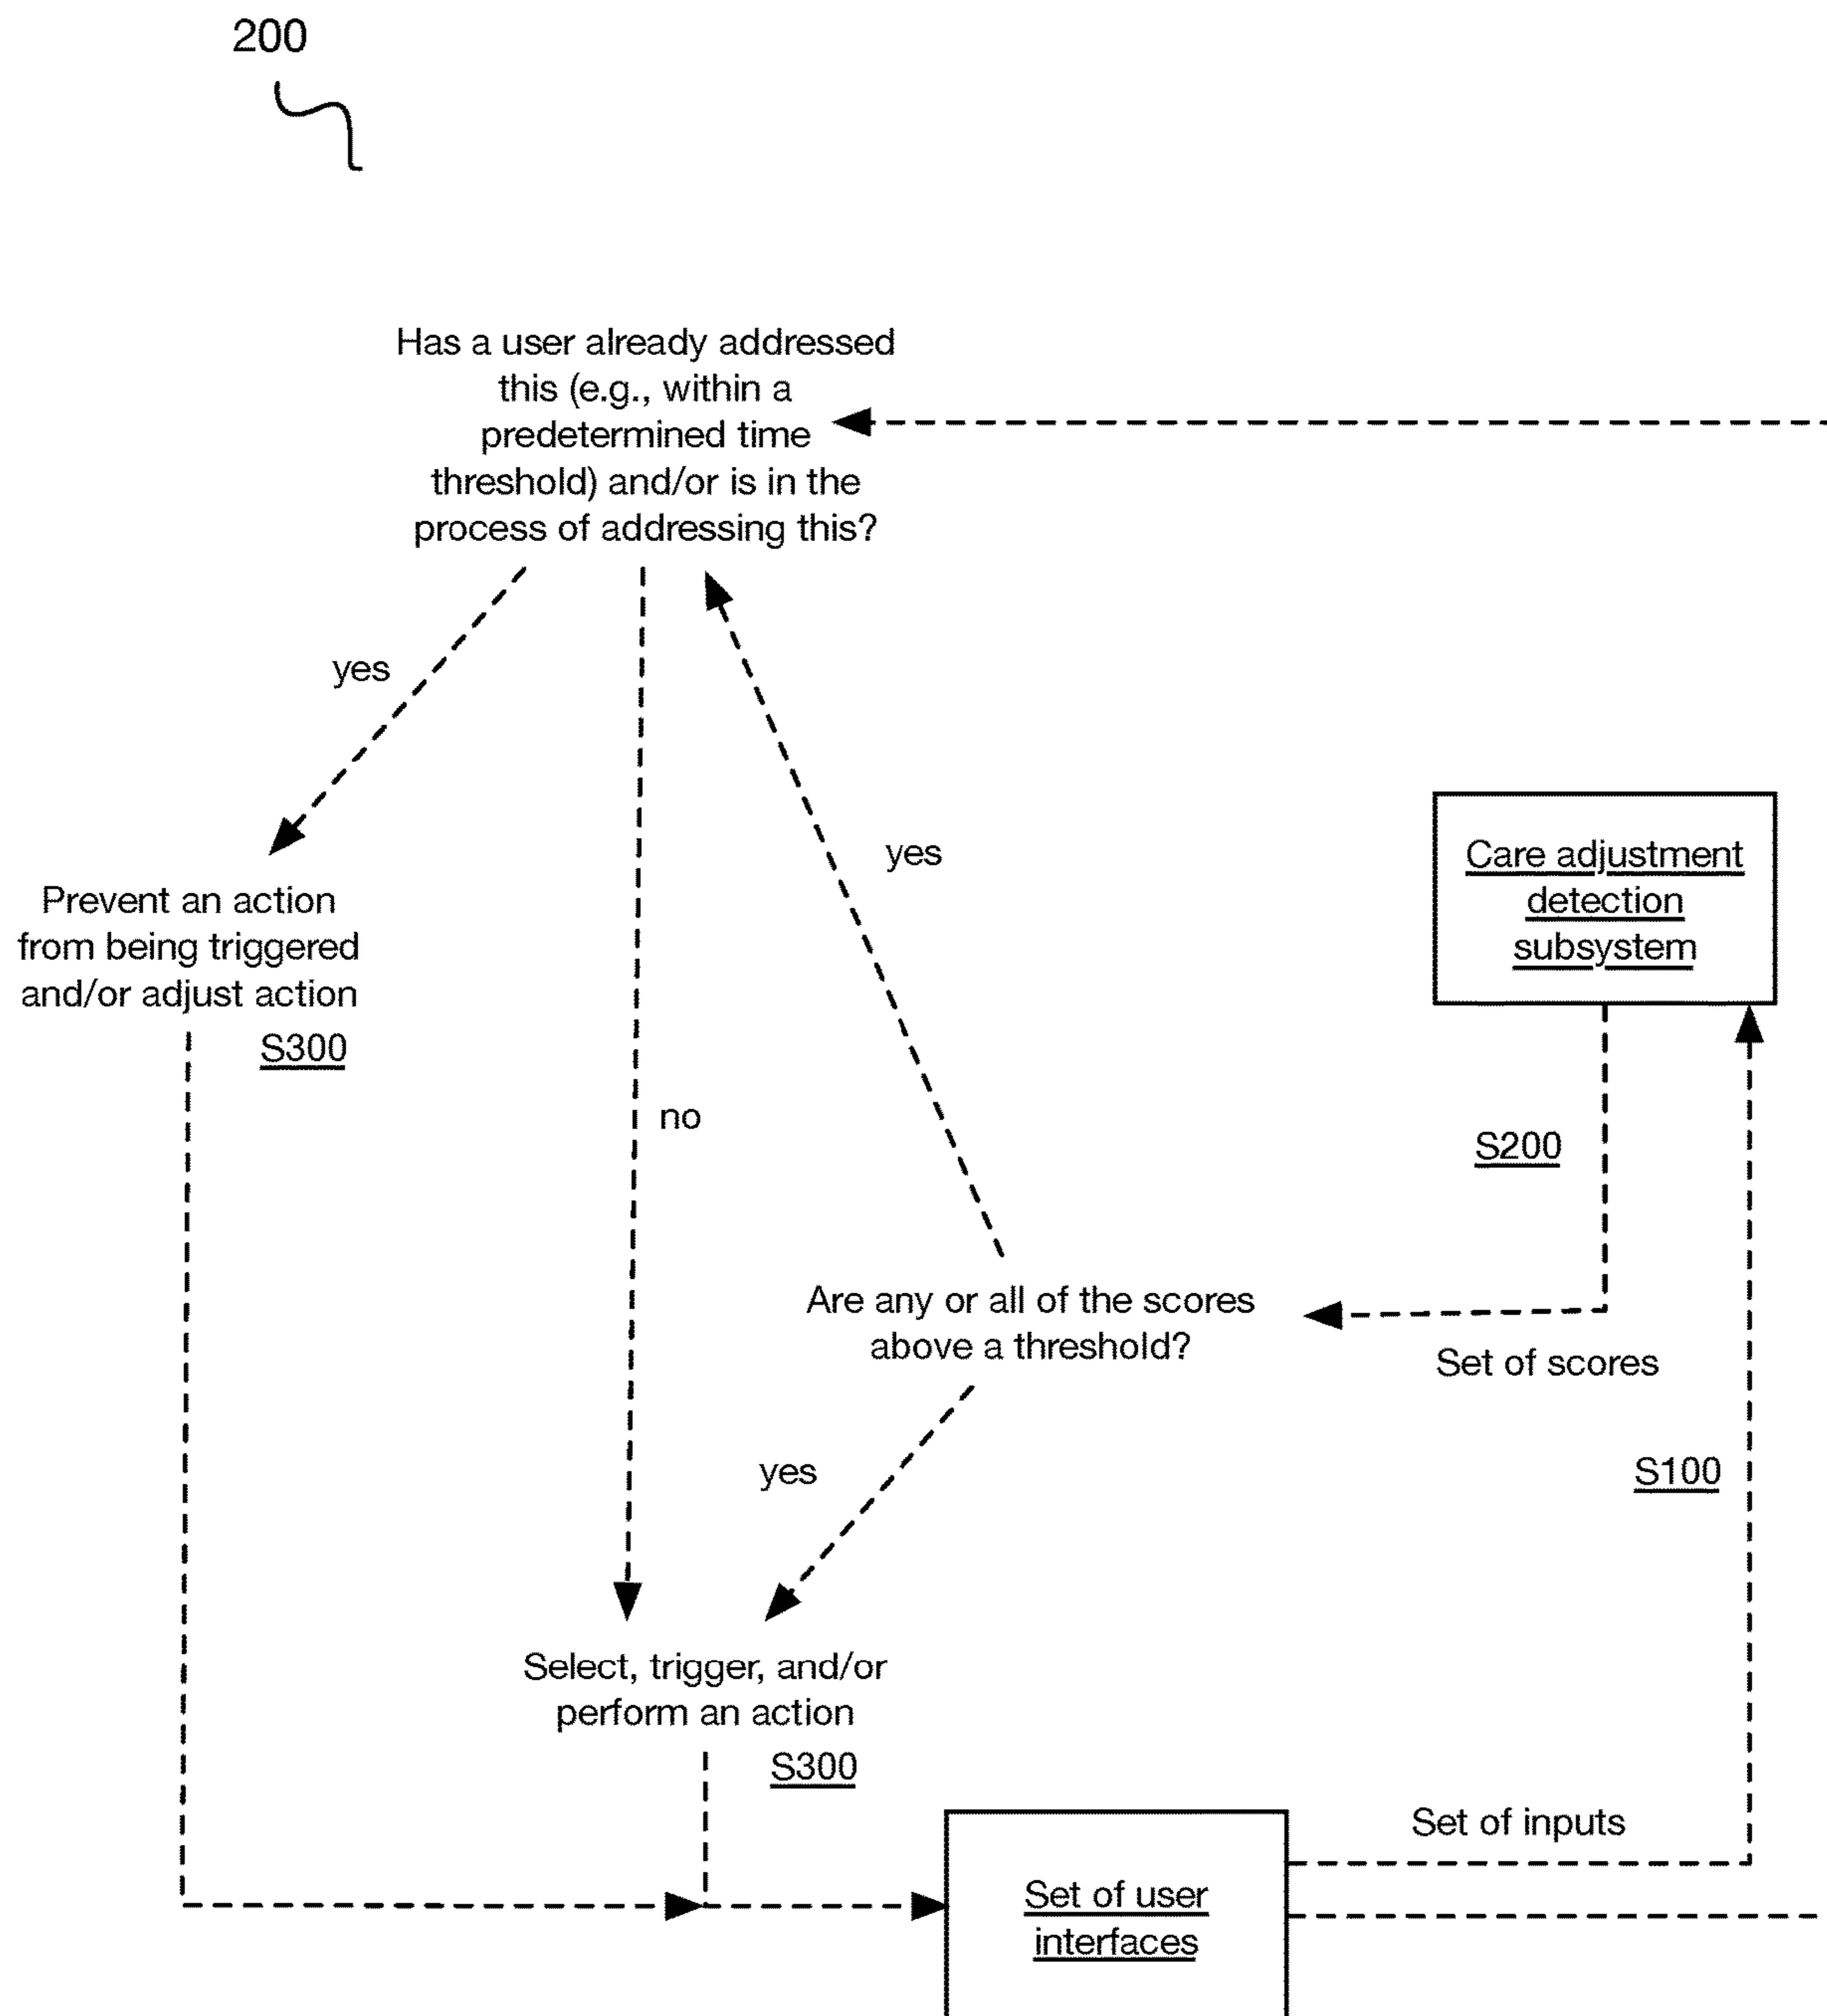 200
Has a user already addressed
this (e.g., within a
predetermined time
threshold) and/or is in the
process of addressing this?
yes
yes
Care adjustment
detection
subsystem
Prevent an action
from being triggered
and/or adjust action
S300
no
S200
Are any or all of the scores
above a threshold?
Set of scores
yes
S100
Select, trigger, and/or
perform an action
S300
Set of inputs
Set of user
interfaces